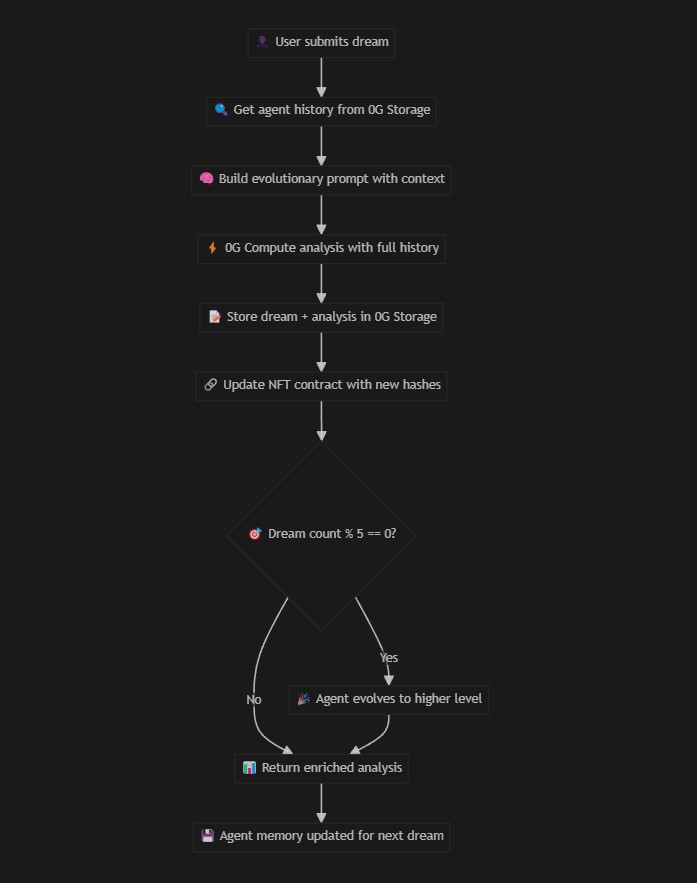 👤 User submits dream
🔍 Get agent history from 0G Storage
🧠 Build evolutionary prompt with context
⚡ 0G Compute analysis with full history
📝 Store dream + analysis in 0G Storage
🔗 Update NFT contract with new hashes
🎯 Dream count % 5 == 0?
Yes
No
🎉 Agent evolves to higher level
📊 Return enriched analysis
💾 Agent memory updated for next dream